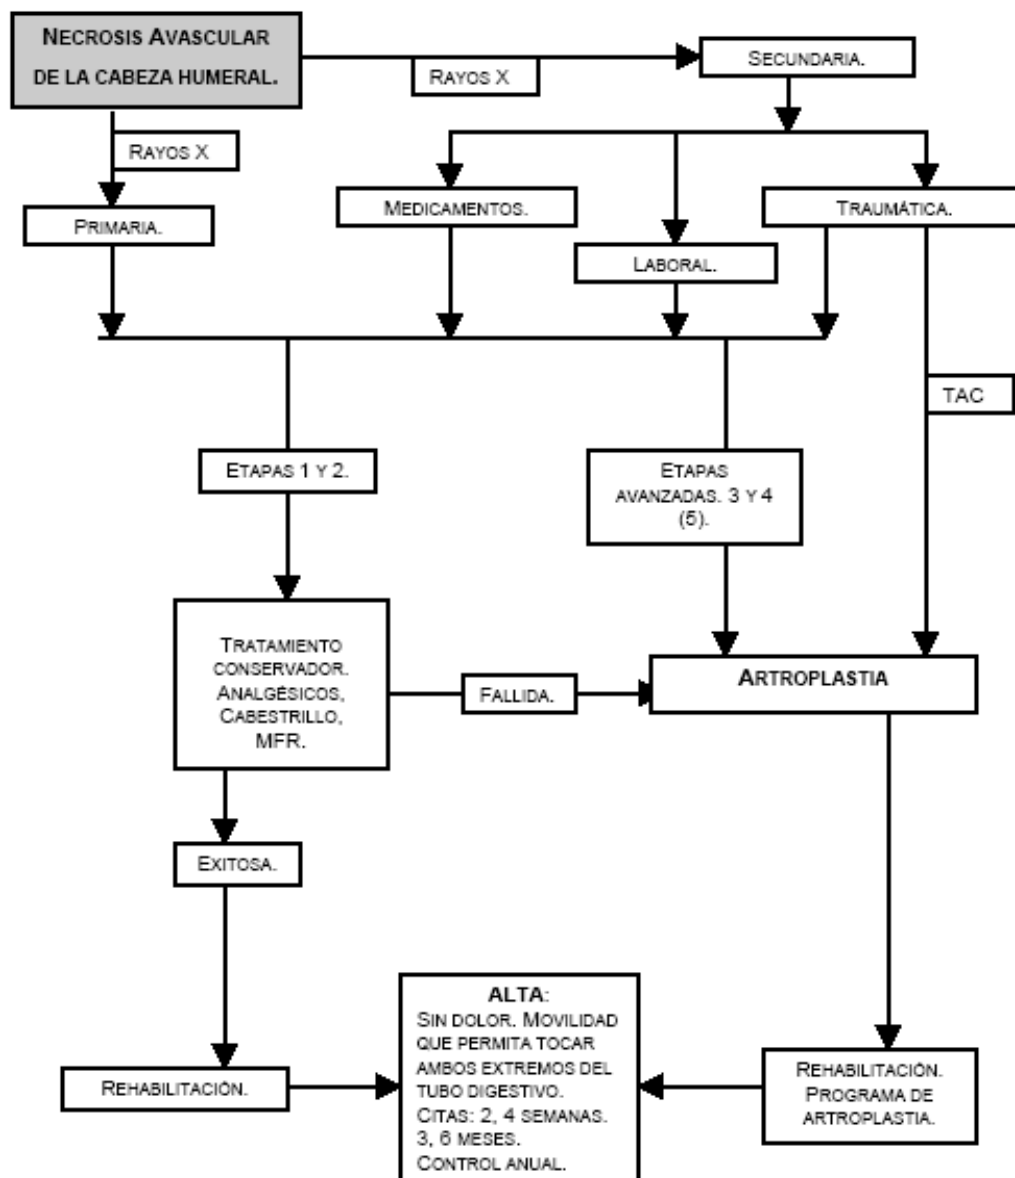 NECROSIS AVASCULAR
DE LA CABEZA HUMERAL.
RAYOS X
SECUNDARIA.
RAYOS X
PRIMARIA.
MEDICAMENTOS.
TRAUMÁTICA.
LABORAL.
TAC
ETAPAS 1 Y 2.
ETAPAS
AVANZADAS. 3 Y 4
(5).
TRATAMIENTO
CONSERVADOR.
ANALGÉSICOS,
CABESTRILLO,
MFR.
FALLIDA.
ARTROPLASTIA
EXITOSA.
REHABILITACIÓN.
ALTA:
SIN DOLOR. MOVILIDAD
QUE PERMITA TOCAR
AMBOS EXTREMOS DEL
TUBO DIGESTIVO.
CITAS: 2, 4 SEMANAS.
3, 6 MESES.
CONTROL ANUAL.
REHABILITACIÓN.
PROGRAMA DE
ARTROPLASTIA.